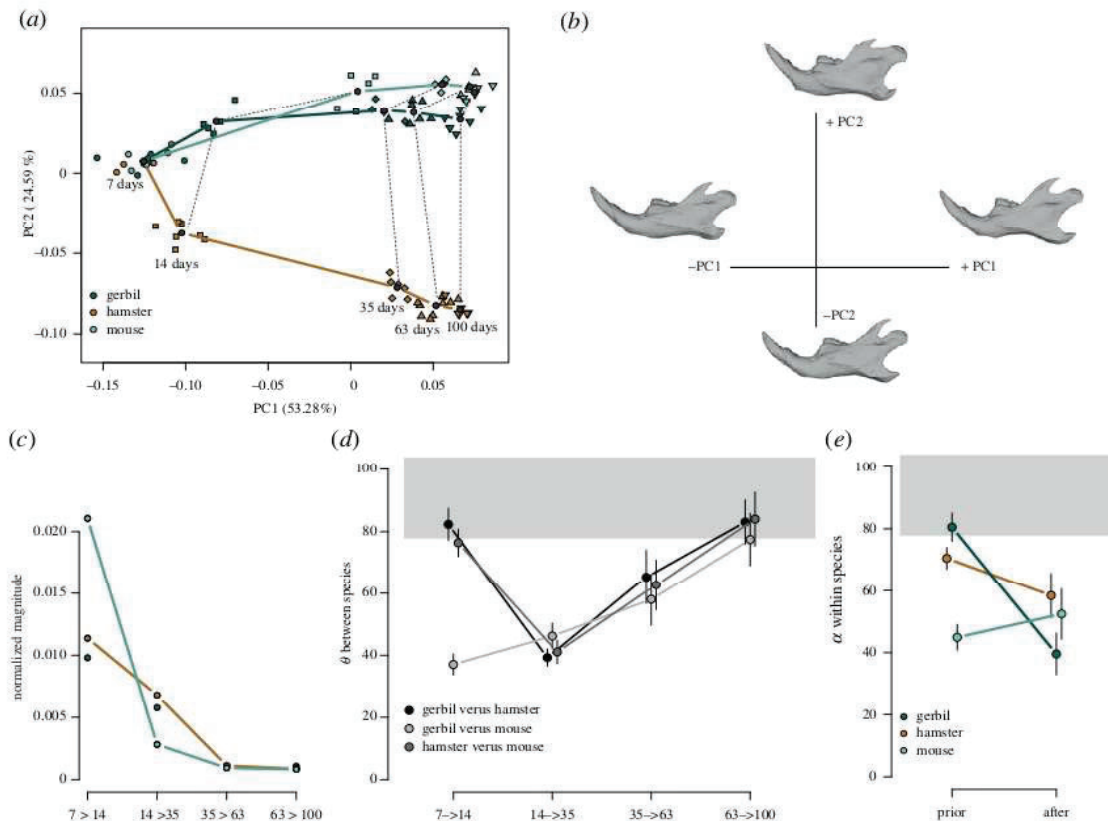 (a)
0.05
0
−0.05
−0.10
PC2 (24.59 %)
7 days
14 days
35 days
63 days
100 days
gerbil
hamster
mouse
−0.15
−0.10
−0.05
0
0.05
PC1 (53.28%)
(b)
+ PC2
−PC1
+ PC1
−PC2
(c)
0.020
0.015
0.010
0.005
0
normalized magnitude
7 > 14
14 >35
35 > 63
63 > 100
(d)
100
80
60
40
20
0
θ between species
gerbil verus hamster
gerbil verus mouse
hamster verus mouse
7–>14
14–>35
35–>63
63–>100
(e)
100
80
60
40
20
0
α within species
gerbil
hamster
mouse
prior
after